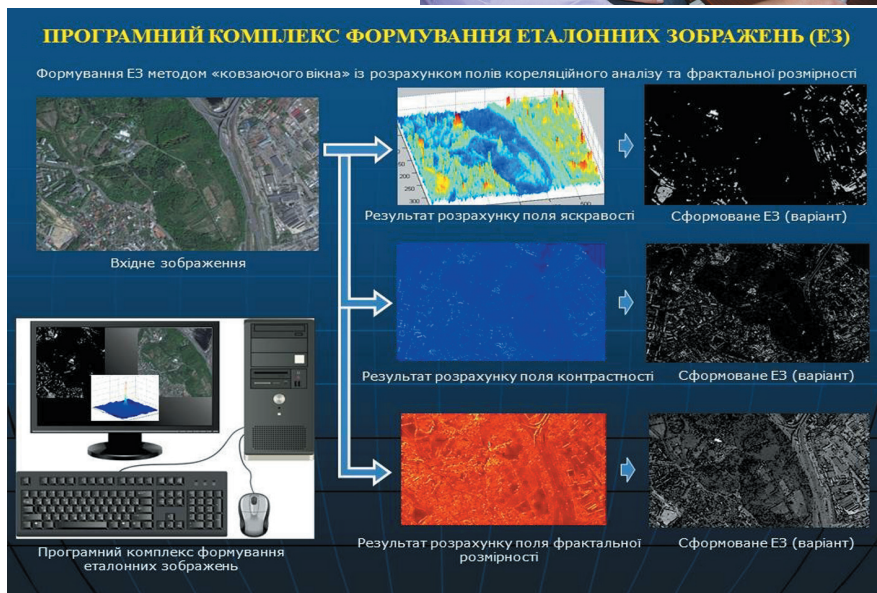 ПРОГРАМНИЙ КОМПЛЕКС ФОРМУВАННЯ ЕТАЛОННИХ ЗОБРАЖЕНЬ (ЕЗ)
Формування ЕЗ методом «ковзаючого вікна» із розрахунком полів кореляційного аналізу та фрактальної розмірності
Вхідне зображення
Результат розрахунку поля яскравості
Сформоване ЕЗ (варіант)
Результат розрахунку поля контрастності
Сформоване ЕЗ (варіант)
Результат розрахунку поля фрактальної
розмірності
Сформоване ЕЗ (варіант)
Програмний комплекс формування
еталонних зображень